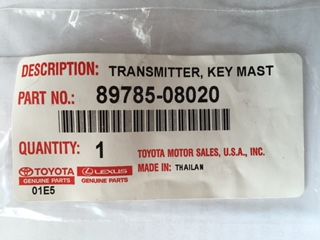 DESCRIPTION: TRANSMITTER, KEY MAST
PART NO.: 89785-08020
QUANTITY: 1
TOYOTA MOTOR SALES, U.S.A., INC.
TOYOTA LEXUS
GENUINE PARTS GENUINE PARTS
MADE IN: THAILAN
01E5